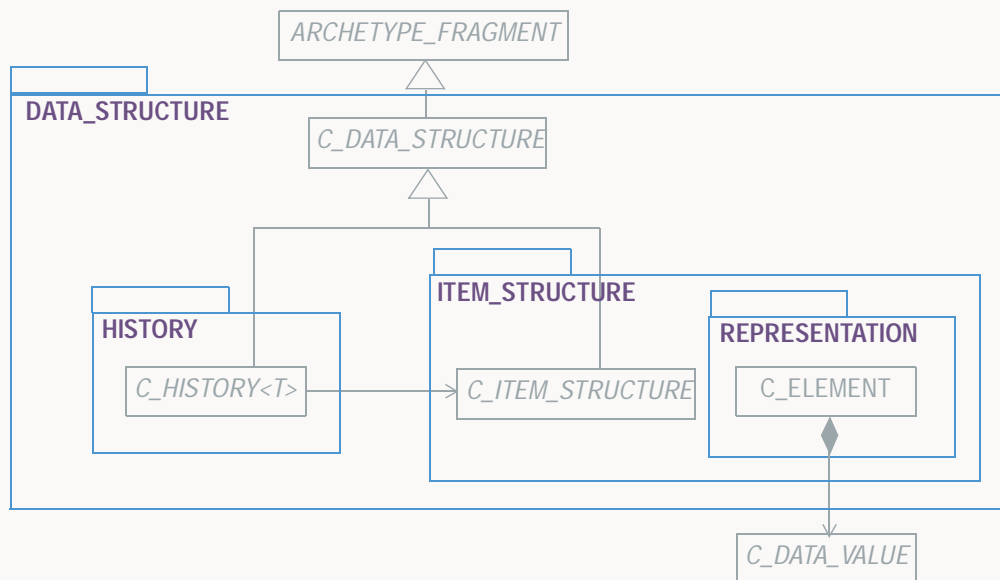 ARCHETYPE_FRAGMENT
DATA_STRUCTURE
C_DATA_STRUCTURE
ITEM_STRUCTURE
HISTORY
REPRESENTATION
C_HISTORY<T>
C_ITEM_STRUCTURE
C_ELEMENT
C_DATA_VALUE